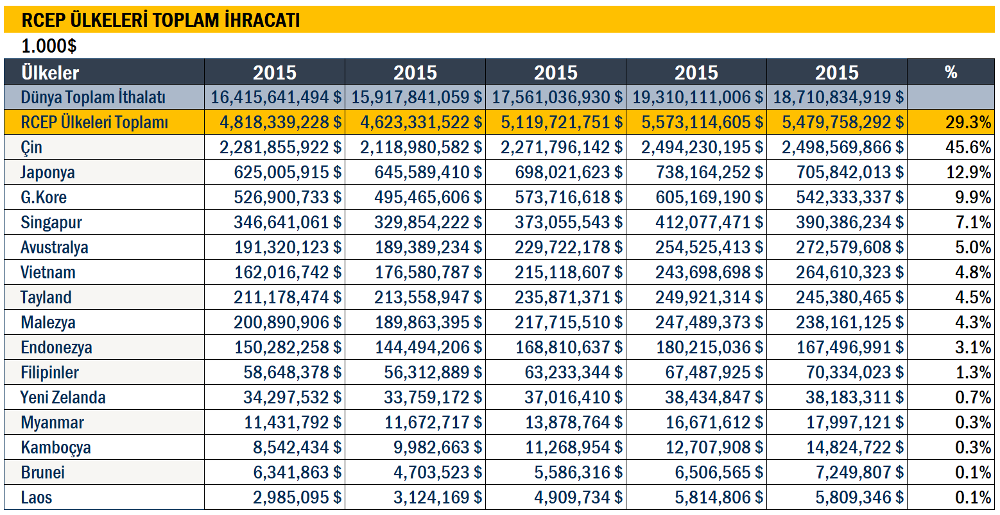 RCEP ÜLKELERİ TOPLAM İHRACATI
1.000$
Ülkeler 2015 2015 2015 2015 2015 %
Dünya Toplam İthalatı 16,415,641,494 $ 15,917,841,059 $ 17,561,036,930 $ 19,310,111,006 $ 18,710,834,919 $
RCEP Ülkeleri Toplamı 4,818,339,228 $ 4,623,331,522 $ 5,119,721,751 $ 5,573,114,605 $ 5,479,758,292 $ 29.3%
Çin 2,281,855,922 $ 2,118,980,582 $ 2,271,796,142 $ 2,494,230,195 $ 2,498,569,866 $ 45.6%
Japonya 625,005,915 $ 645,589,410 $ 698,021,623 $ 738,164,252 $ 705,842,013 $ 12.9%
G.Kore 526,900,733 $ 495,465,606 $ 573,716,618 $ 605,169,190 $ 542,333,337 $ 9.9%
Singapur 346,641,061 $ 329,854,222 $ 373,055,543 $ 412,077,471 $ 390,386,234 $ 7.1%
Avustralya 191,320,123 $ 189,389,234 $ 229,722,178 $ 254,525,413 $ 272,579,608 $ 5.0%
Vietnam 162,016,742 $ 176,580,787 $ 215,118,607 $ 243,698,698 $ 264,610,323 $ 4.8%
Tayland 211,178,474 $ 213,558,947 $ 235,871,371 $ 249,921,314 $ 245,380,465 $ 4.5%
Malezya 200,890,906 $ 189,863,395 $ 217,715,510 $ 247,489,373 $ 238,161,125 $ 4.3%
Endonezya 150,282,258 $ 144,494,206 $ 168,810,637 $ 180,215,036 $ 167,496,991 $ 3.1%
Filipinler 58,648,378 $ 56,312,889 $ 63,233,344 $ 67,487,925 $ 70,334,023 $ 1.3%
Yeni Zelanda 34,297,532 $ 33,759,172 $ 37,016,410 $ 38,434,847 $ 38,183,311 $ 0.7%
Myanmar 11,431,792 $ 11,672,717 $ 13,878,764 $ 16,671,612 $ 17,997,121 $ 0.3%
Kamboçya 8,542,434 $ 9,982,663 $ 11,268,954 $ 12,707,908 $ 14,824,722 $ 0.3%
Brunei 6,341,863 $ 4,703,523 $ 5,586,316 $ 6,506,565 $ 7,249,807 $ 0.1%
Laos 2,985,095 $ 3,124,169 $ 4,909,734 $ 5,814,806 $ 5,809,346 $ 0.1%